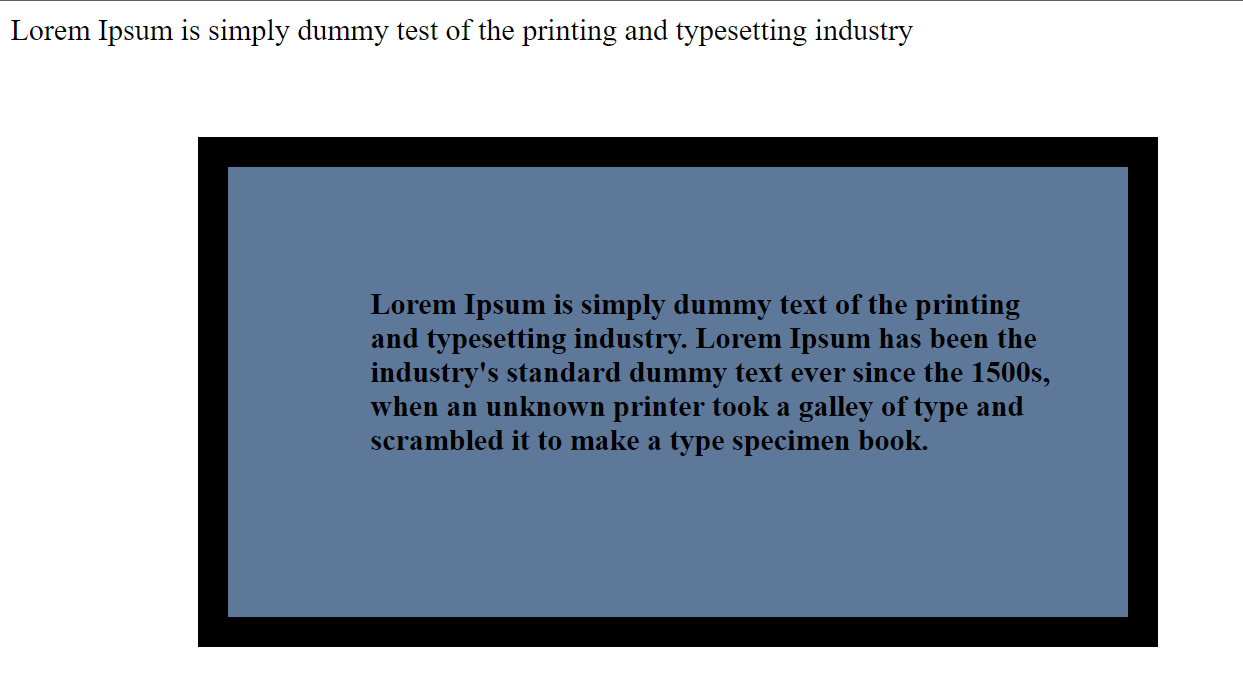 Lorem Ipsum is simply dummy test of the printing and typesetting industry
Lorem Ipsum is simply dummy text of the printing
and typesetting industry. Lorem Ipsum has been the
industry's standard dummy text ever since the 1500s,
when an unknown printer took a galley of type and
scrambled it to make a type specimen book.